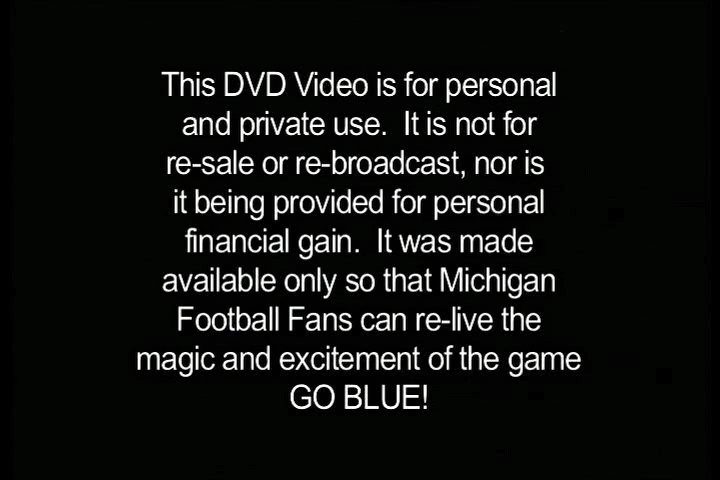 This DVD Video is for personal
and private use.  It is not for
re-sale or re-broadcast, nor is
it being provided for personal
financial gain.  It was made
available only so that Michigan
Football Fans can re-live the
magic and excitement of the game
GO BLUE!